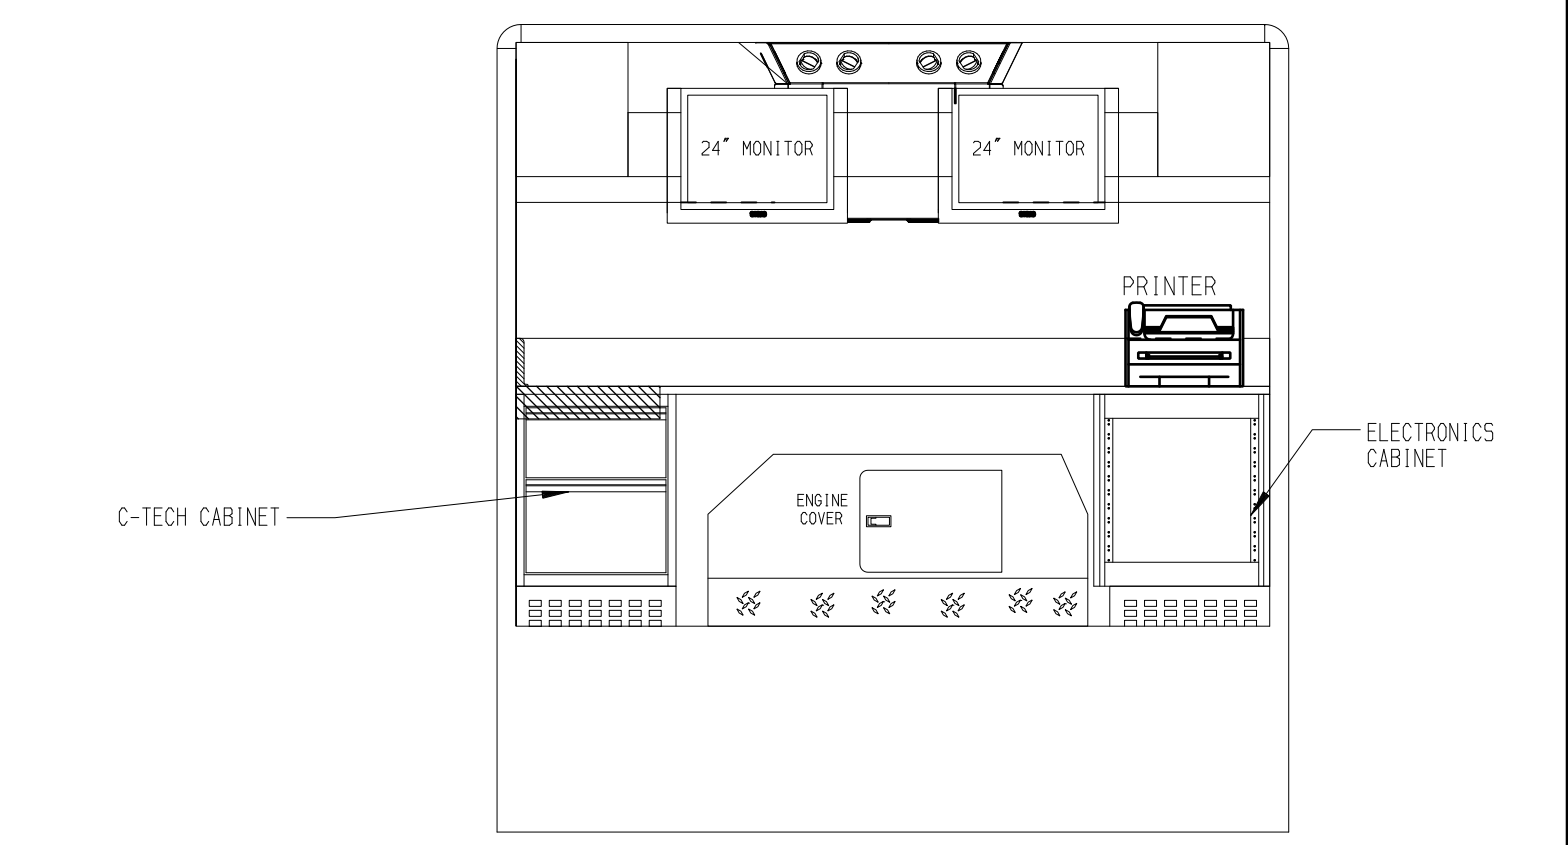 24″ MONITOR
24″ MONITOR
PRINTER
ELECTRONICS
CABINET
ENGINE
COVER
C-TECH CABINET